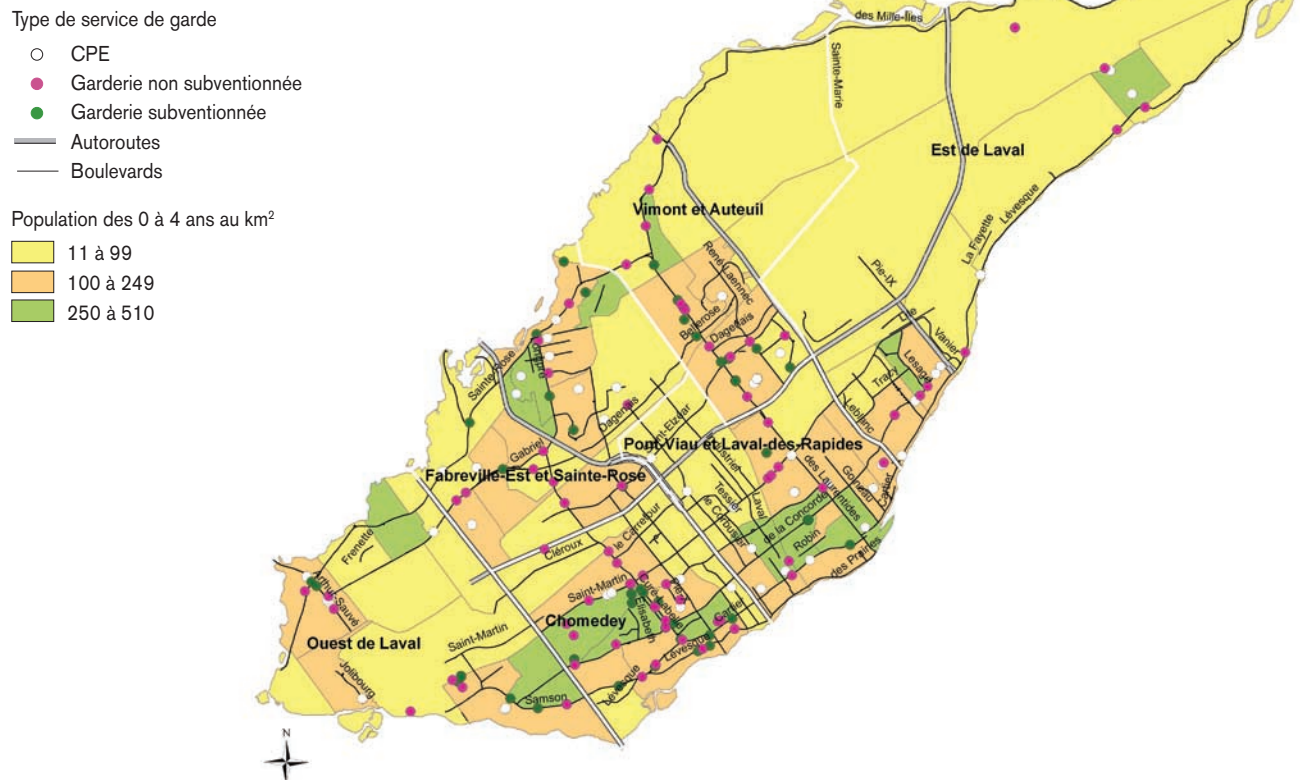 Type de service de garde
CPE
Garderie non subventionnée
Garderie subventionnée
Autoroutes
Boulevards
Population des 0 à 4 ans au km²
11 à 99
100 à 249
250 à 510
des Mille-Îles
Sainte-Marie
Est de Laval
Lévesque
La Fayette
Vimont et Auteuil
René-Laennec
Pie-IX
Bellerose
Dagenais
Vanier
Lesage
Tracy
Leblanc
Sainte-Rose
Dagenais
Pont-Viau et Laval-des-Rapides
Gabriel
Fabreville-Est et Sainte-Rose
des Laurentides
Goineau
Cartier
Tessier
le Corbusier
Laval
de la Concorde
Robin
des Prairies
Frenette
Cléroux
le Carrefour
Saint-Martin
Curé-Labelle
Elisabeth
Chomedey
Cartier
Lévesque
Saint-Martin
Ouest de Laval
Jolibourg
Samson
Lévesque
N